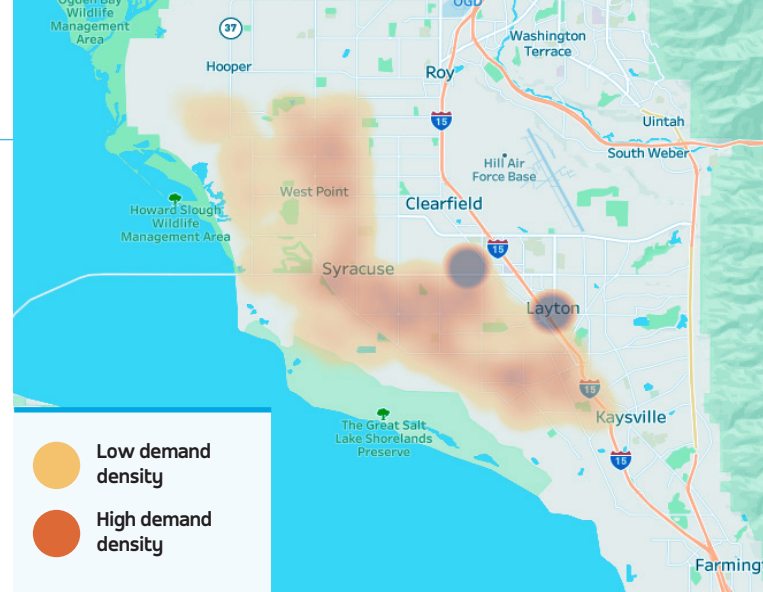 Ogden Bay
Wildlife
Management
Area
OGD
37
Washington
Terrace
Hooper
Roy
15
Uintah
South Weber
Hill Air
Force Base
West Point
Clearfield
Howard Slough
Wildlife
Management Area
15
Syracuse
Layton
15
Kaysville
The Great Salt
Lake Shorelands
Preserve
15
Low demand
density
High demand
density
Farming